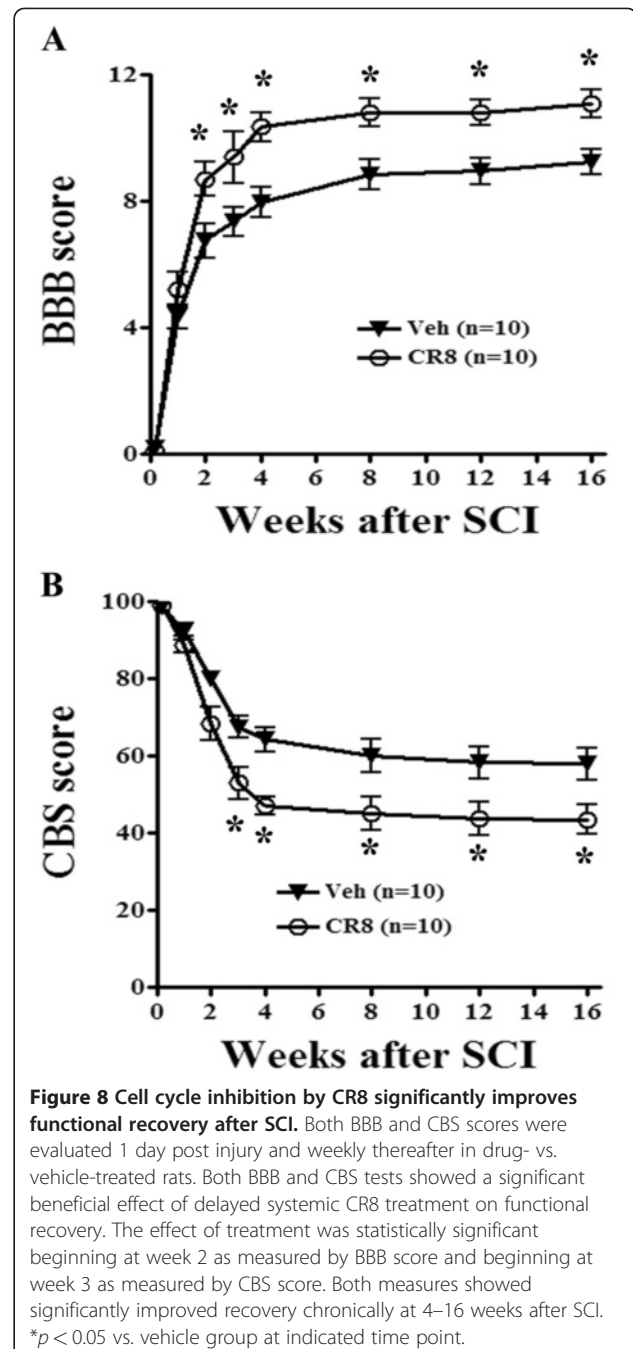 A
* * * * * *
12
8
4
0
BBB score
Veh (n=10)
CR8 (n=10)
0 2 4 6 8 10 12 14 16
Weeks after SCI
B
100
80
60
40
20
0
CBS score
* * * * *
Veh (n=10)
CR8 (n=10)
0 2 4 6 8 10 12 14 16
Weeks after SCI
Figure 8 Cell cycle inhibition by CR8 significantly improves
functional recovery after SCI. Both BBB and CBS scores were
evaluated 1 day post injury and weekly thereafter in drug- vs.
vehicle-treated rats. Both BBB and CBS tests showed a significant
beneficial effect of delayed systemic CR8 treatment on functional
recovery. The effect of treatment was statistically significant
beginning at week 2 as measured by BBB score and beginning at
week 3 as measured by CBS score. Both measures showed
significantly improved recovery chronically at 4–16 weeks after SCI.
*p < 0.05 vs. vehicle group at indicated time point.